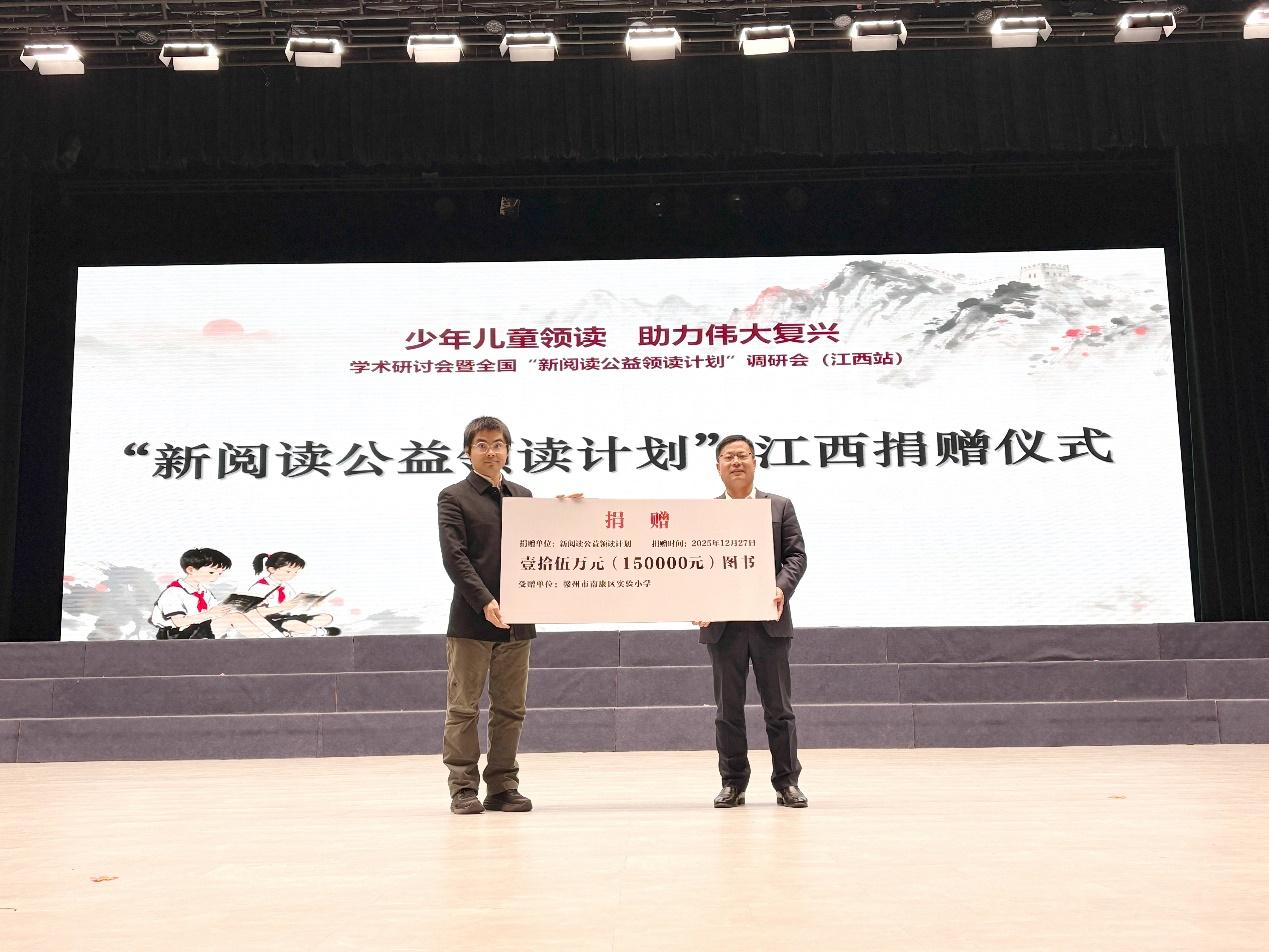 少年儿童领读 助力伟大复兴
学术研讨会暨全国“新阅读公益领读计划”调研会（江西站）
“新阅读公益领读计划”江西捐赠仪式
捐 赠
捐赠单位：新阅读公益领读计划 捐赠时间：2025年12月27日
壹拾伍万元（150000元）图书
受赠单位：赣州市南康区实验小学